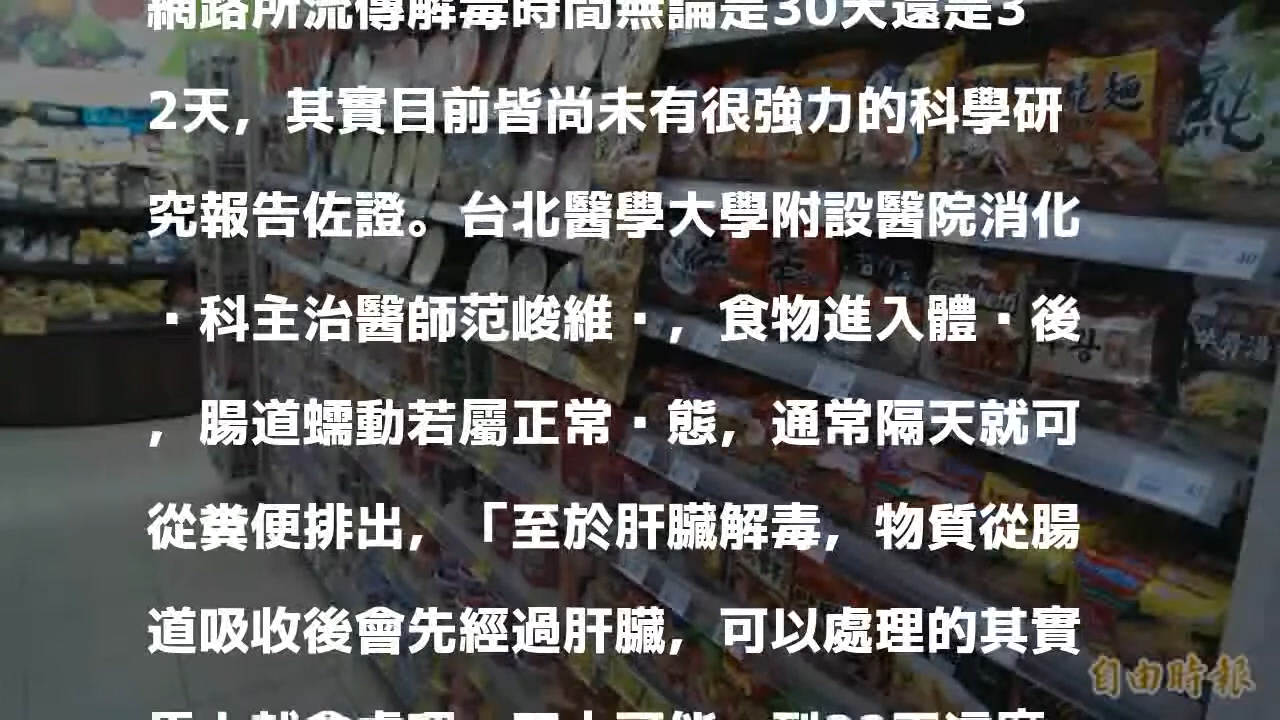 網路所流傳解毒時間無論是30天還是3
2天，其實目前皆尚未有很強力的科學研
究報告佐證。台北醫學大學附設醫院消化
▪科主治醫師范峻維▪，食物進入體▪後
，腸道蠕動若屬正常▪態，通常隔天就可
從糞便排出，「至於肝臟解毒，物質從腸
道吸收後會先經過肝臟，可以處理的其實
自由時報